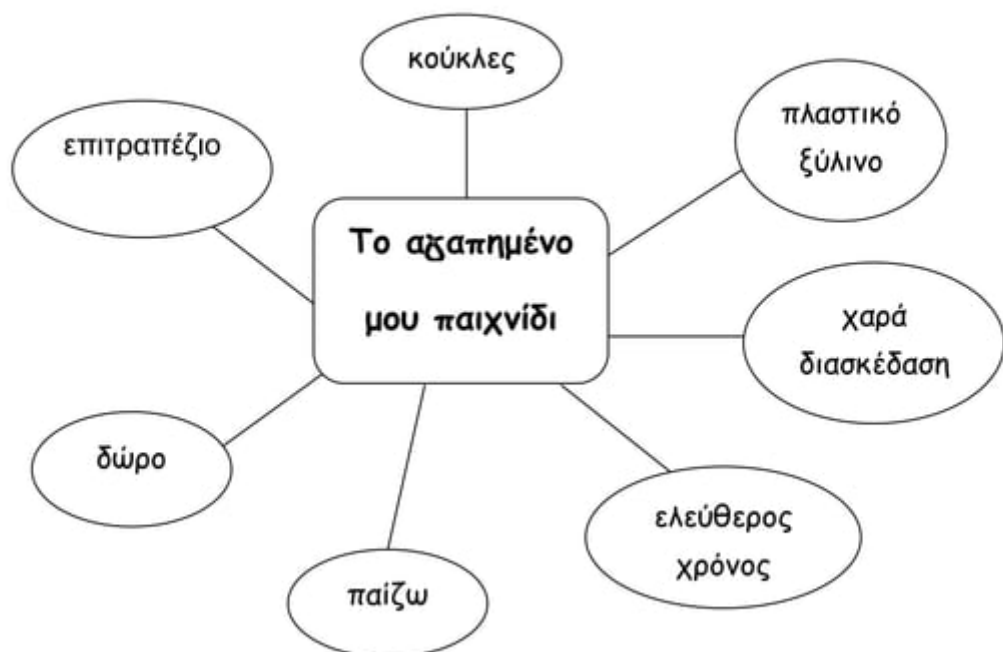 κούκλες
επιτραπέζιο
πλαστικό
ξύλινο
Το αγαπημένο
μου παιχνίδι
χαρά
διασκέδαση
δώρο
ελεύθερος
χρόνος
παίζω